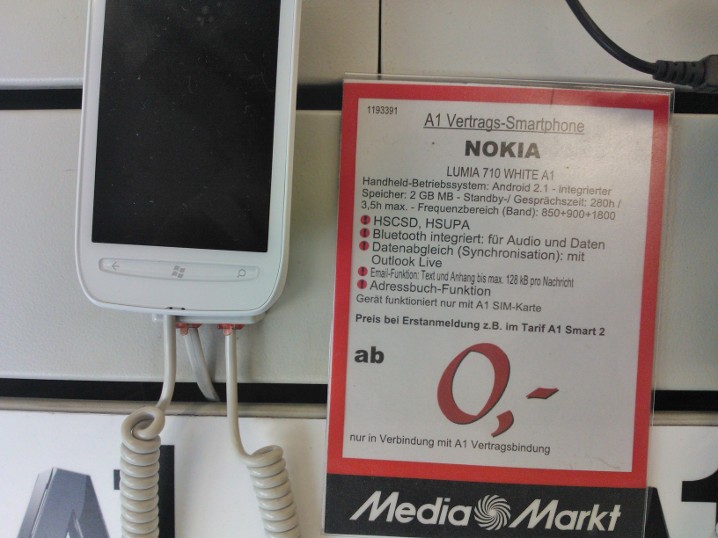 1193391
A1 Vertrags-Smartphone
NOKIA
LUMIA 710 WHITE A1
Handheld-Betriebssystem: Android 2.1 - Integrierter
Speicher: 2 GB MB - Standby-/ Gesprächszeit: 280h /
3,5h max. - Frequenzbereich (Band): 850+900+1800
HSCSD, HSUPA
Bluetooth integriert: für Audio und Daten
Datenabgleich (Synchronisation): mit
Outlook Live
Email-Funktion: Text und Anhang bis max. 128 kB pro Nachricht
Adressbuch-Funktion
Gerät funktioniert nur mit A1 SIM-Karte
Preis bei Erstanmeldung z.B. im Tarif A1 Smart 2
ab 0,-
nur in Verbindung mit A1 Vertragsbindung
Media Markt
A1
A1